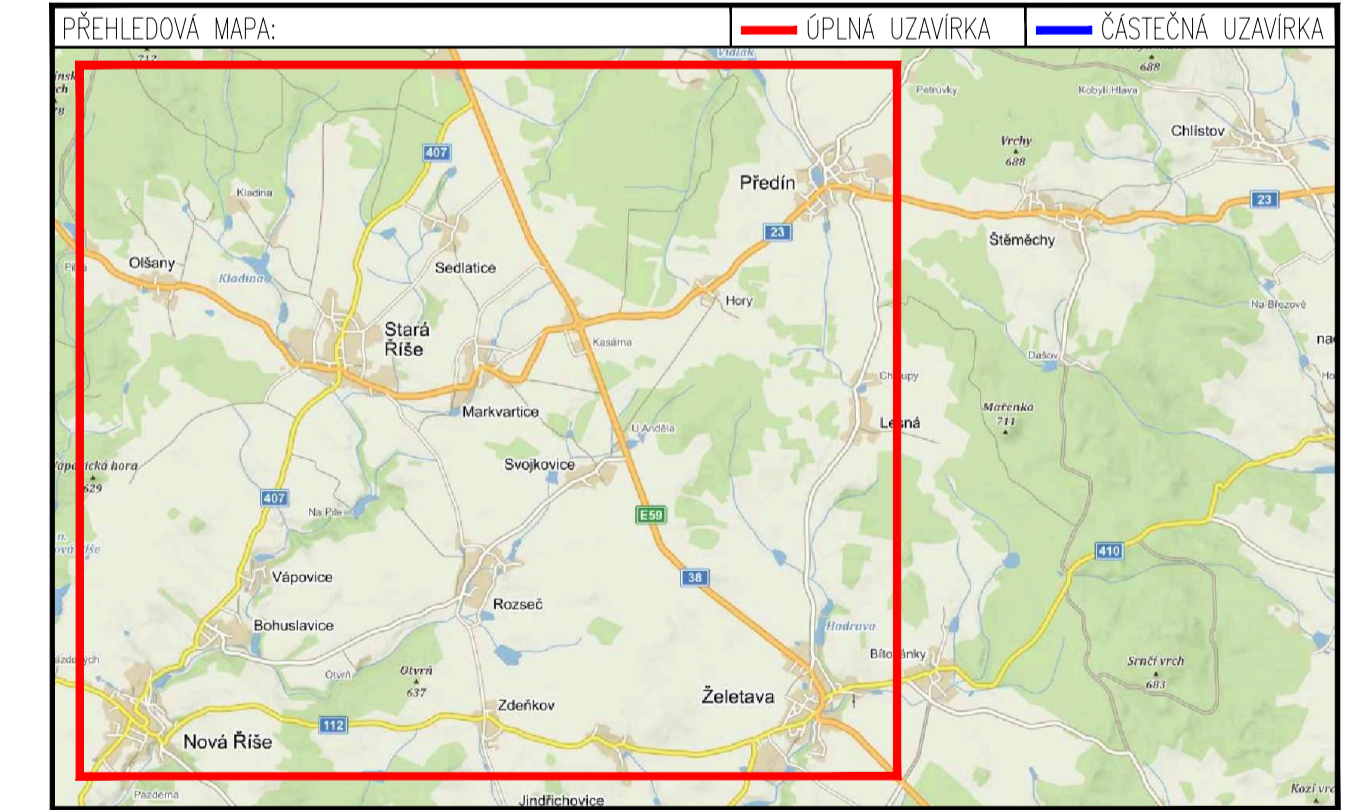 PŘEHLEDOVÁ MAPA:
ÚPLNÁ UZAVÍRKA
ČÁSTEČNÁ UZAVÍRKA
712
Vidlák
688
Petrůvky
Kobylí Hlava
Chlístov
407
Vrchy
688
Předín
Kladina
23
23
Štěměchy
Olšany
Kladina
Sedlatice
Hory
Na Březové
Stará
Říše
Kasárna
Dašov
Markvartice
Mařenka
711
U Anděla
Lesná
Svojkovice
629
407
Na Pile
E59
410
Vápovice
38
Rozseč
Bohuslavice
Hadrava
Otvrň
Otvrň
637
Srnčí vrch
683
Želetava
Zdeňkov
112
Nová Říše
Pazderna
Jindřichovice
Kozí